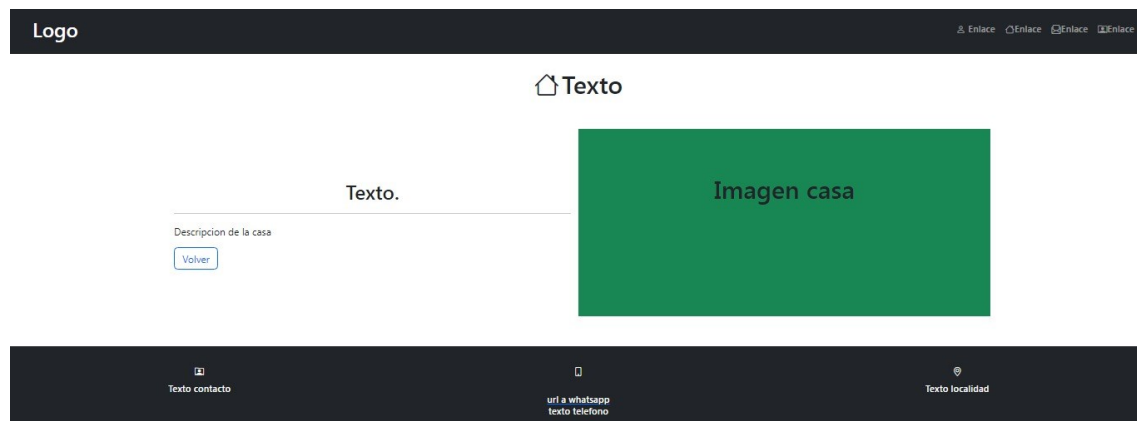 Logo
Enlace Enlace Enlace Enlace
Texto
Texto.
Descripcion de la casa
Volver
Imagen casa
Texto contacto
url a whatsapp
texto telefono
Texto localidad